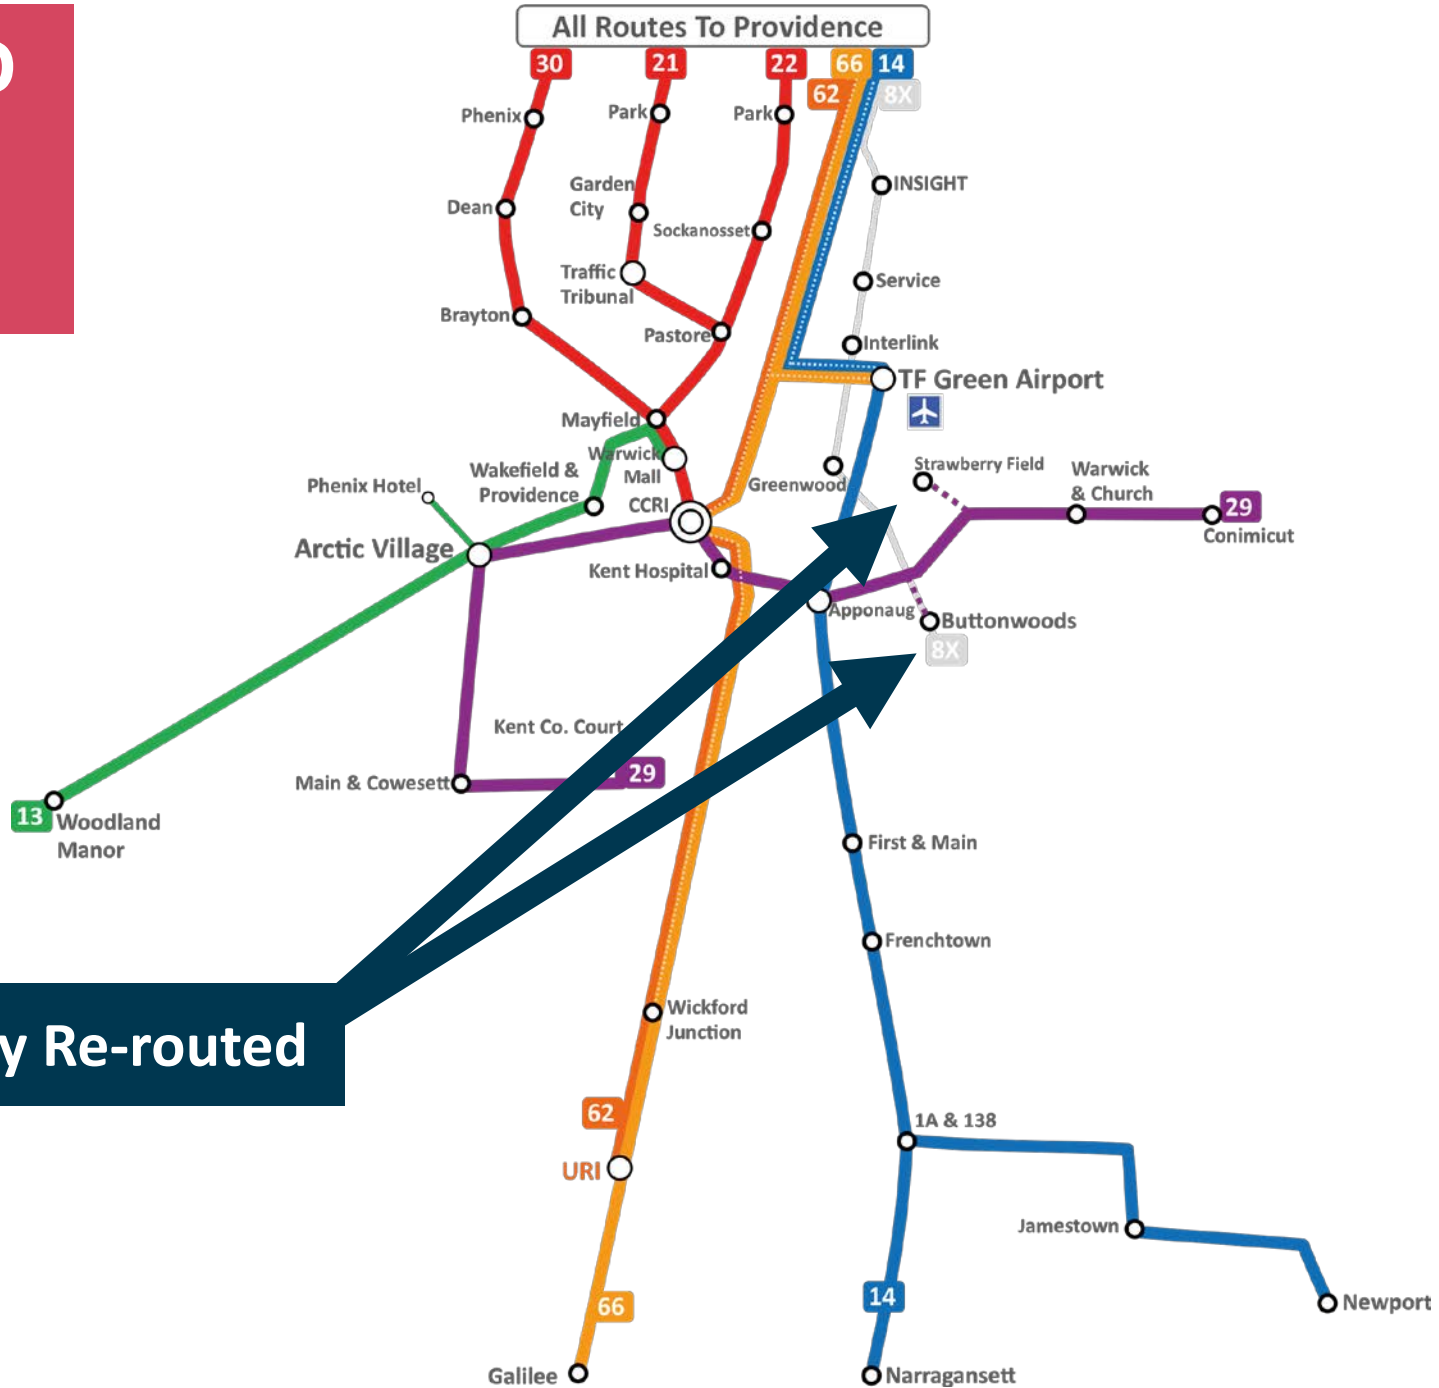 All Routes To Providence
30
21
22
66
14
62
8X
Phenix
Park
Park
INSIGHT
Garden
City
Dean
Sockanosset
Traffic
Tribunal
Service
Brayton
Pastore
Interlink
TF Green Airport
Mayfield
Warwick
Mall
Wakefield &
Providence
Phenix Hotel
CCRI
Greenwood
Strawberry Field
Warwick
& Church
29
Conimicut
Arctic Village
Kent Hospital
Apponaug
Buttonwoods
8X
Kent Co. Court
29
Main & Cowesett
13
Woodland
Manor
First & Main
Frenchtown
Wickford
Junction
y Re-routed
62
1A & 138
URI
Jamestown
14
66
Newport
Galilee
Narragansett